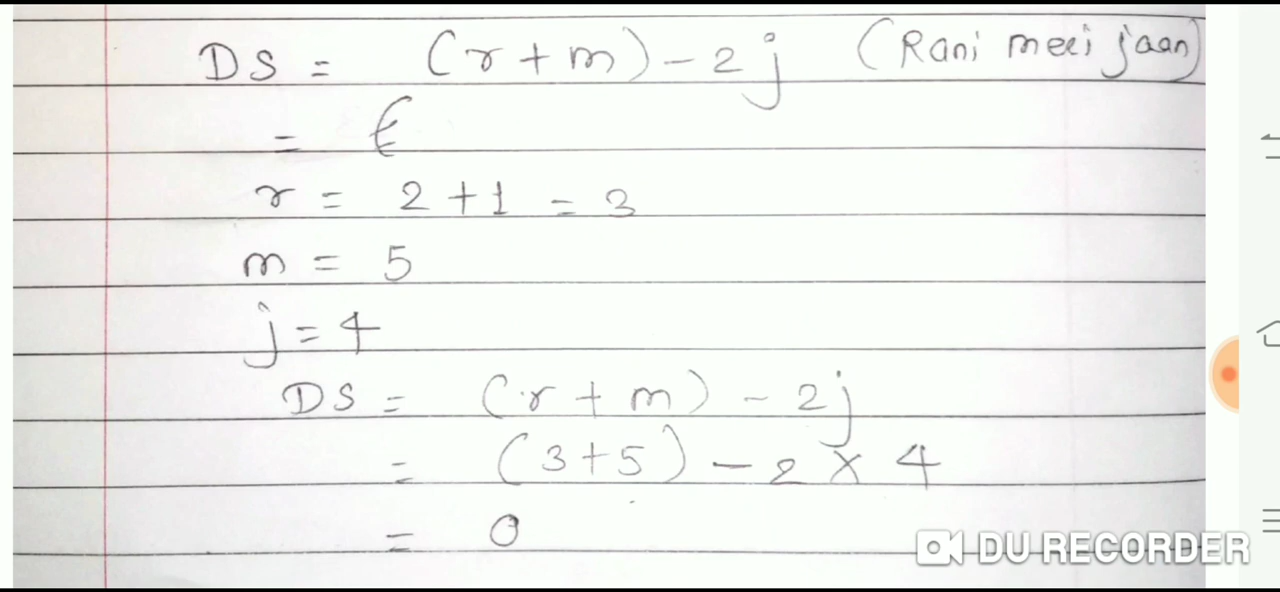 DS = (r+m)-2j (Rani meri jaan)
= €
r = 2+1 = 3
m = 5
j = 4
DS = (r+m) - 2j
= (3+5) - 2 × 4
= 0
DU RECORDER